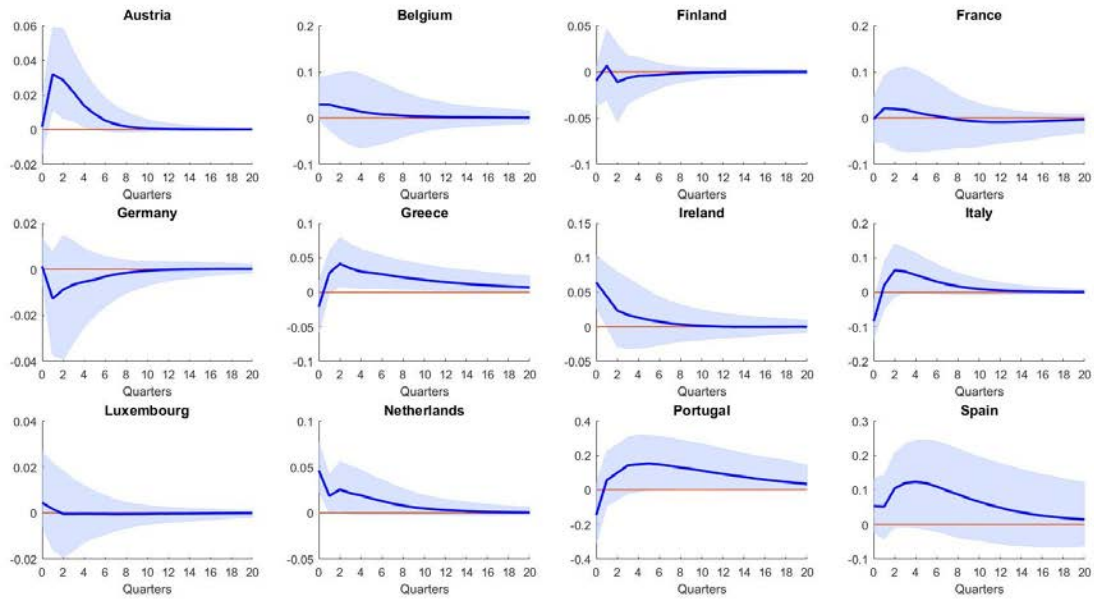 Austria
0.06
0.04
0.02
0
-0.02
0 2 4 6 8 10 12 14 16 18 20
Quarters
Belgium
0.2
0.1
0
-0.1
0 2 4 6 8 10 12 14 16 18 20
Quarters
Finland
0.05
0
-0.05
-0.1
0 2 4 6 8 10 12 14 16 18 20
Quarters
France
0.2
0.1
0
-0.1
0 2 4 6 8 10 12 14 16 18 20
Quarters
Germany
0.02
0
-0.02
-0.04
0 2 4 6 8 10 12 14 16 18 20
Quarters
Greece
0.1
0.05
0
-0.05
-0.1
0 2 4 6 8 10 12 14 16 18 20
Quarters
Ireland
0.15
0.1
0.05
0
-0.05
0 2 4 6 8 10 12 14 16 18 20
Quarters
Italy
0.2
0.1
0
-0.1
-0.2
0 2 4 6 8 10 12 14 16 18 20
Quarters
Luxembourg
0.04
0.02
0
-0.02
0 2 4 6 8 10 12 14 16 18 20
Quarters
Netherlands
0.1
0.05
0
-0.05
0 2 4 6 8 10 12 14 16 18 20
Quarters
Portugal
0.4
0.2
0
-0.2
-0.4
0 2 4 6 8 10 12 14 16 18 20
Quarters
Spain
0.3
0.2
0.1
0
-0.1
0 2 4 6 8 10 12 14 16 18 20
Quarters